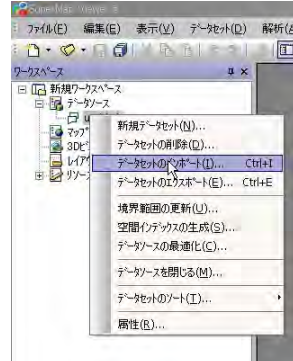 SuperMap Viewer
ファイル(F) 編集(E) 表示(V) データセット(D) 解析(
ワークスペース
新規ワークスペース
データソース
マップ
3Dビ
レイア
リソー
新規データセット(N)...
データセットの削除(D)...
データセットのインポート(I)... Ctrl+I
データセットのエクスポート(E)... Ctrl+E
境界範囲の更新(U)...
空間インデックスの生成(S)...
データソースの最適化(C)...
データソースを閉じる(M)...
データセットのソート(T)...
属性(R)...